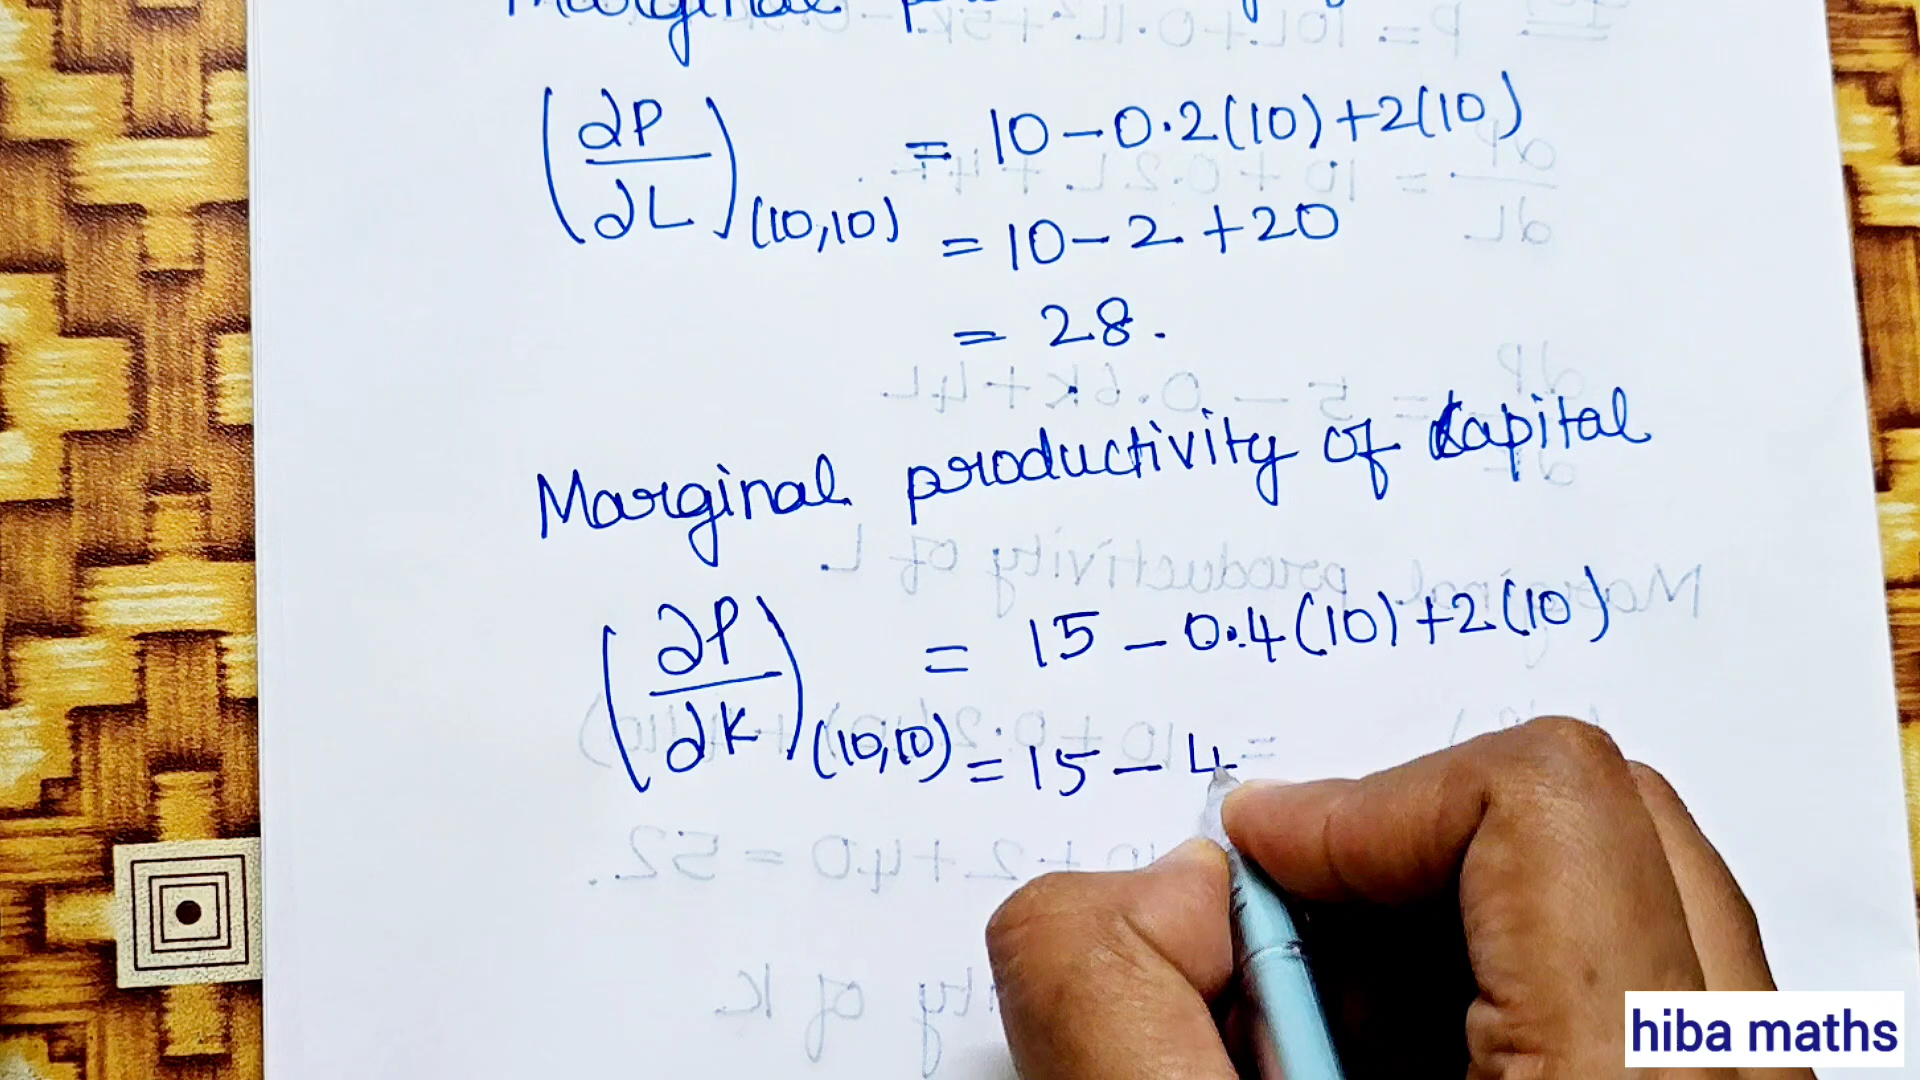 Marginal
(∂P/∂L)(10,10) = 10 - 0.2(10) + 2(10)
= 10 - 2 + 20
= 28.
Marginal productivity of Capital
(∂P/∂K)(10,10) = 15 - 0.4(10) + 2(10)
= 15 - 4
hiba maths